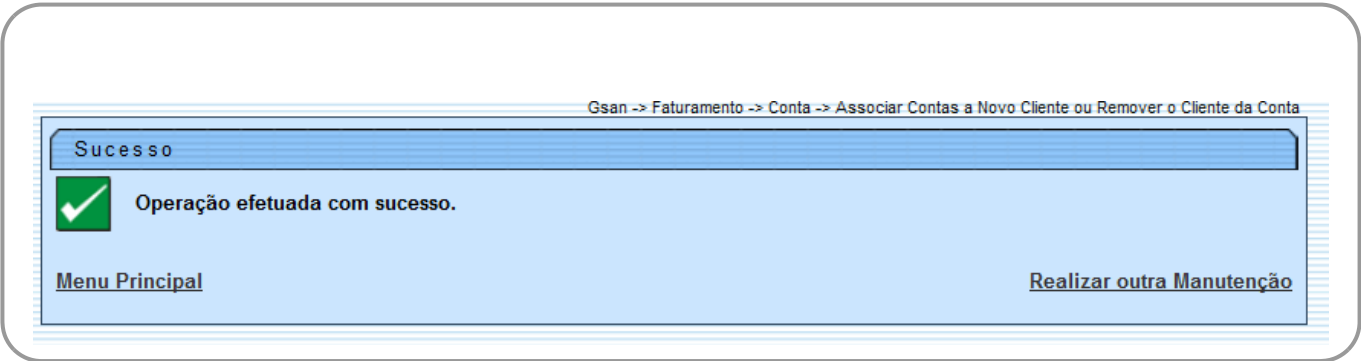 Gsan -> Faturamento -> Conta -> Associar Contas a Novo Cliente ou Remover o Cliente da Conta
Sucesso
Operação efetuada com sucesso.
Menu Principal
Realizar outra Manutenção